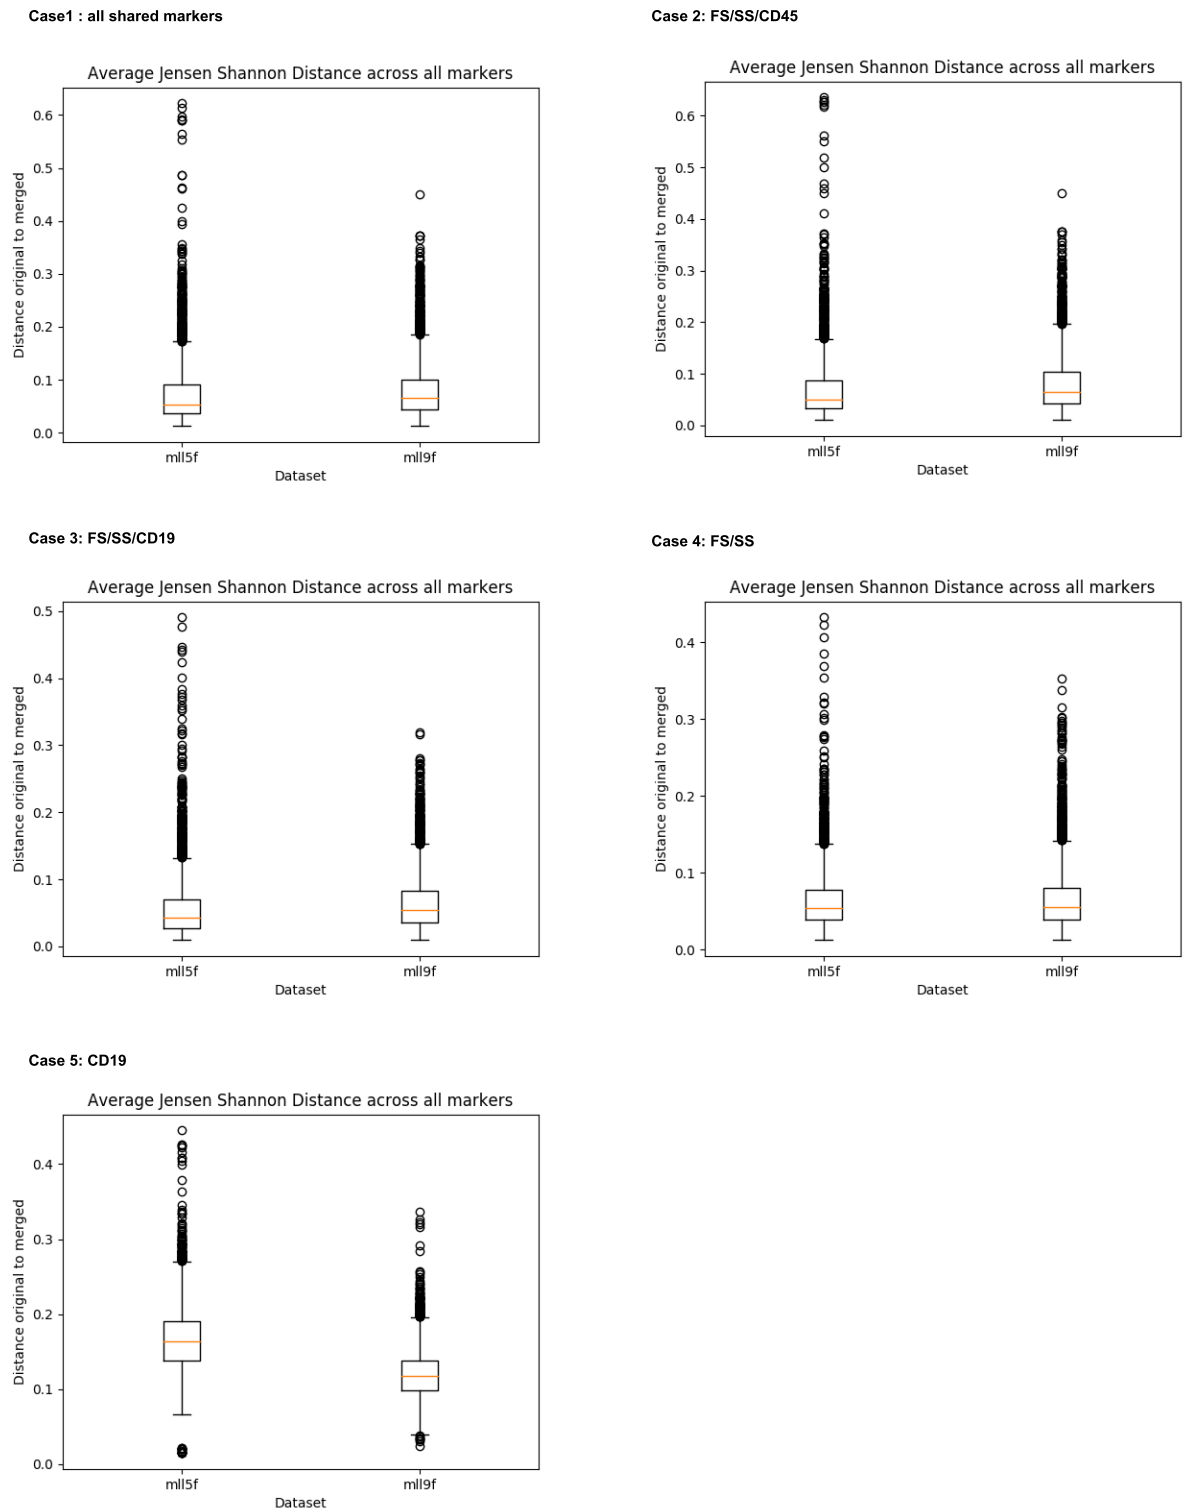 Case1 : all shared markers
Average Jensen Shannon Distance across all markers
Distance original to merged
0.6
0.5
0.4
0.3
0.2
0.1
0.0
mll5f
mll9f
Dataset
Case 2: FS/SS/CD45
Average Jensen Shannon Distance across all markers
Distance original to merged
0.6
0.5
0.4
0.3
0.2
0.1
0.0
mll5f
mll9f
Dataset
Case 3: FS/SS/CD19
Average Jensen Shannon Distance across all markers
Distance original to merged
0.5
0.4
0.3
0.2
0.1
0.0
mll5f
mll9f
Dataset
Case 4: FS/SS
Average Jensen Shannon Distance across all markers
Distance original to merged
0.4
0.3
0.2
0.1
0.0
mll5f
mll9f
Dataset
Case 5: CD19
Average Jensen Shannon Distance across all markers
Distance original to merged
0.4
0.3
0.2
0.1
0.0
mll5f
mll9f
Dataset